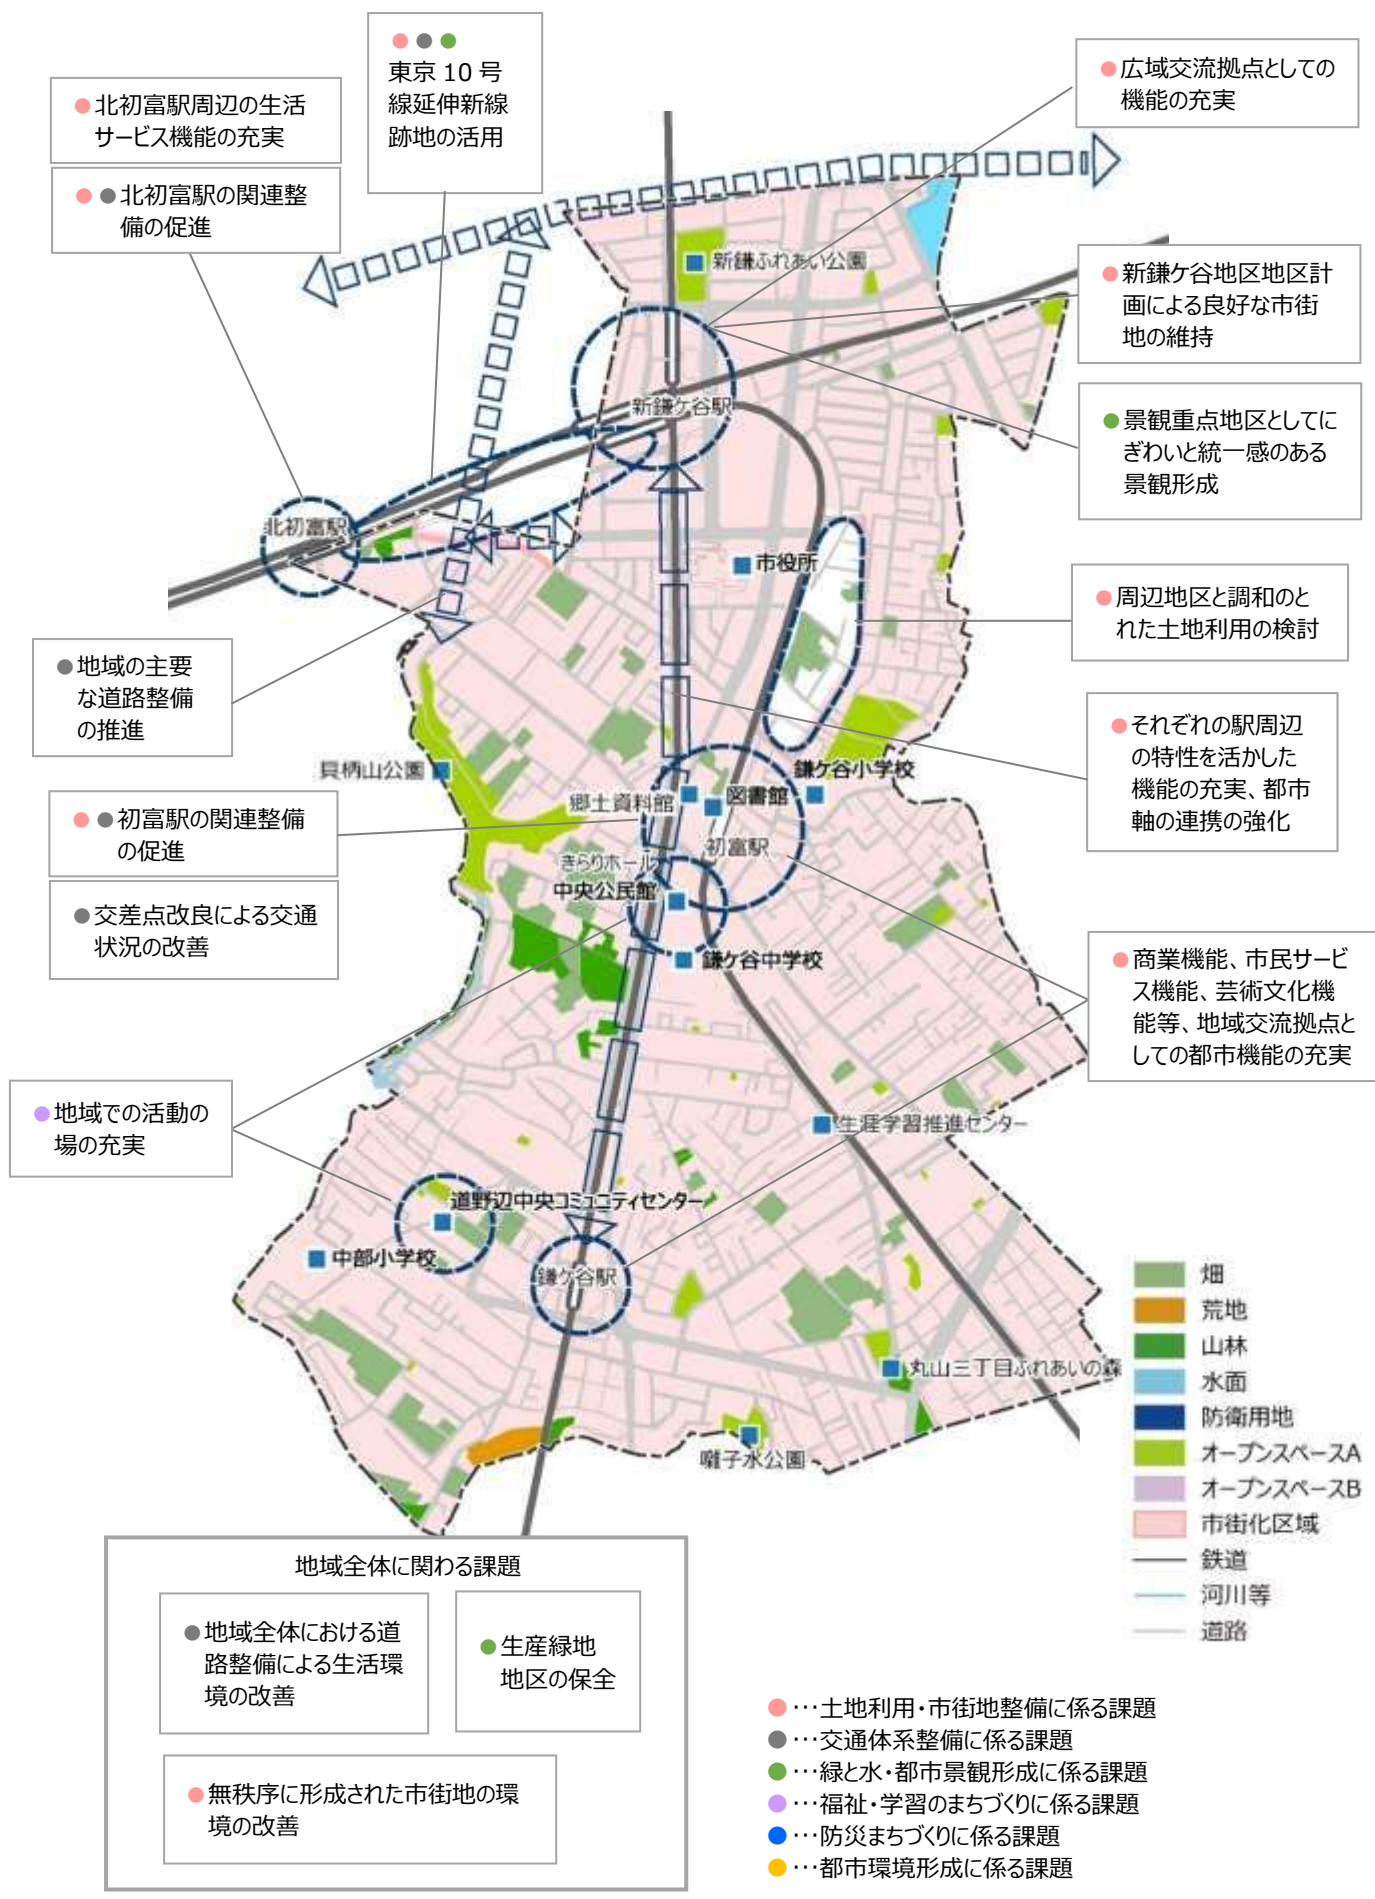 東京 10 号
線延伸新線
跡地の活用
広域交流拠点としての
機能の充実
北初富駅周辺の生活
サービス機能の充実
北初富駅の関連整
備の促進
新鎌ふれあい公園
新鎌ケ谷地区地区計
画による良好な市街
地の維持
新鎌ケ谷駅
景観重点地区としてに
ぎわいと統一感のある
景観形成
北初富駅
市役所
周辺地区と調和のと
れた土地利用の検討
地域の主要
な道路整備
の推進
それぞれの駅周辺
の特性を活かした
機能の充実、都市
軸の連携の強化
貝柄山公園
鎌ケ谷小学校
郷土資料館
図書館
初富駅の関連整備
の促進
初富駅
きらりホール
中央公民館
交差点改良による交通
状況の改善
鎌ケ谷中学校
商業機能、市民サービ
ス機能、芸術文化機
能等、地域交流拠点と
しての都市機能の充実
地域での活動の
場の充実
生涯学習推進センター
道野辺中央コミュニティセンター
中部小学校
鎌ケ谷駅
丸山三丁目ふれあいの森
囃子水公園
畑
荒地
山林
水面
防衛用地
オープンスペースA
オープンスペースB
市街化区域
鉄道
河川等
道路
地域全体に関わる課題
地域全体における道
路整備による生活環
境の改善
生産緑地
地区の保全
無秩序に形成された市街地の環
境の改善
…土地利用・市街地整備に係る課題
…交通体系整備に係る課題
…緑と水・都市景観形成に係る課題
…福祉・学習のまちづくりに係る課題
…防災まちづくりに係る課題
…都市環境形成に係る課題